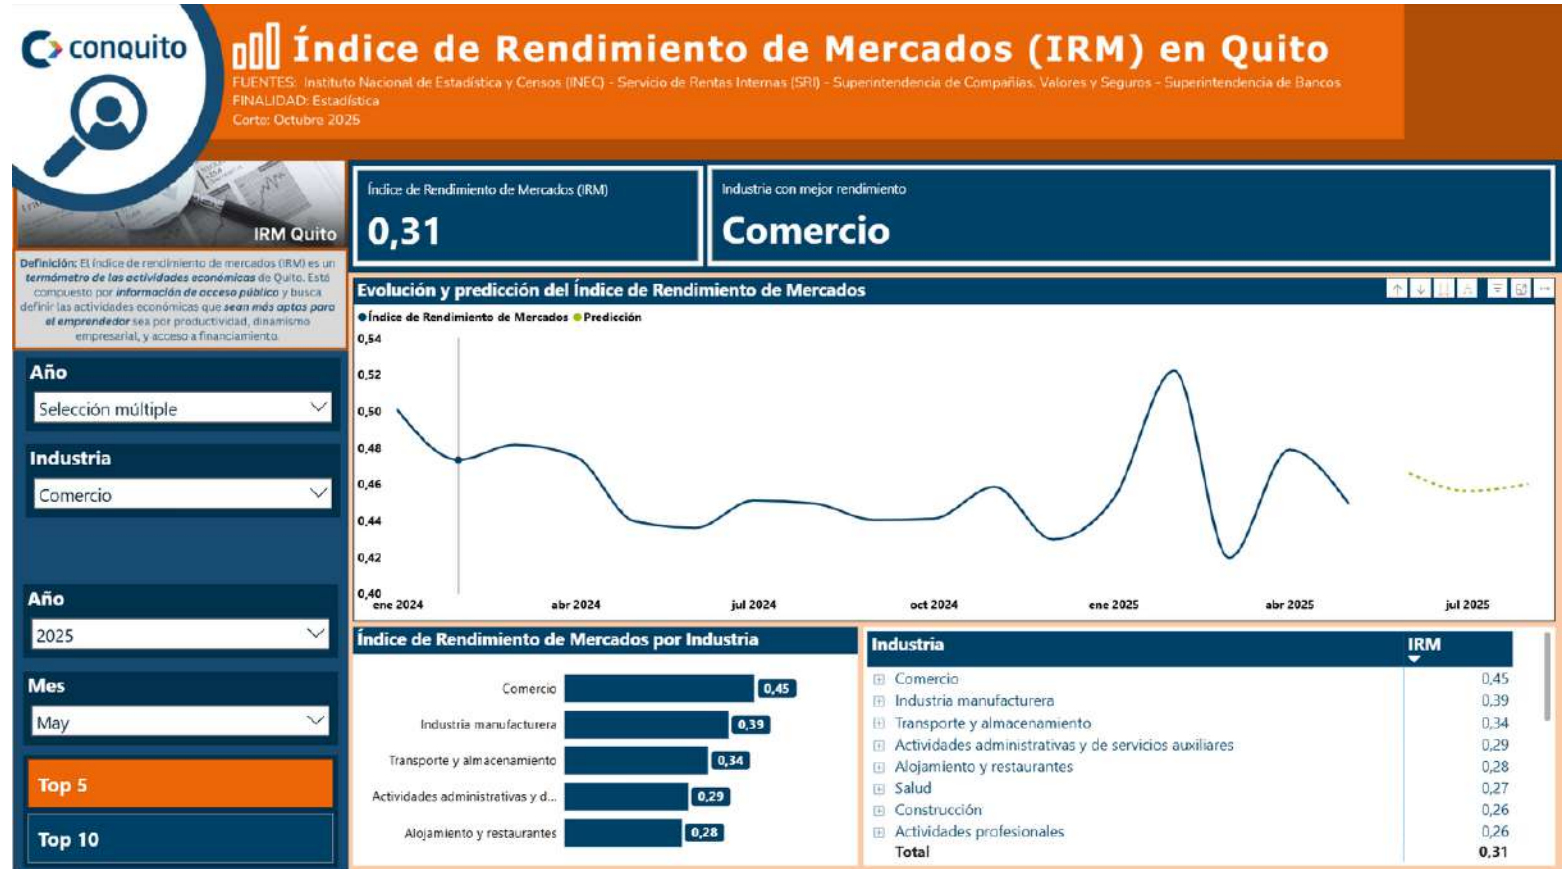 conquito
Índice de Rendimiento de Mercados (IRM) en Quito
FUENTES: Instituto Nacional de Estadística y Censos (INEC) - Servicio de Rentas Internas (SRI) - Superintendencia de Compañías, Valores y Seguros - Superintendencia de Bancos
FINALIDAD: Estadística
Corte: Octubre 2025
IRM Quito
Definición: El índice de rendimiento de mercados (IRM) es un
termómetro de las actividades económicas de Quito. Está
compuesto por información de acceso público y busca
definir las actividades económicas que sean más aptas para
el emprendedor sea por productividad, dinamismo
empresarial, y acceso a financiamiento.
Año
Selección múltiple
Industria
Comercio
Año
2025
Mes
May
Top 5
Top 10
Índice de Rendimiento de Mercados (IRM)
0,31
Industria con mejor rendimiento
Comercio
Evolución y predicción del Índice de Rendimiento de Mercados
Índice de Rendimiento de Mercados Predicción
0,54
0,52
0,50
0,48
0,46
0,44
0,42
0,40
ene 2024 abr 2024 jul 2024 oct 2024 ene 2025 abr 2025 jul 2025
Índice de Rendimiento de Mercados por Industria
Comercio 0,45
Industria manufacturera 0,39
Transporte y almacenamiento 0,34
Actividades administrativas y d... 0,29
Alojamiento y restaurantes 0,28
Industria IRM
Comercio 0,45
Industria manufacturera 0,39
Transporte y almacenamiento 0,34
Actividades administrativas y de servicios auxiliares 0,29
Alojamiento y restaurantes 0,28
Salud 0,27
Construcción 0,26
Actividades profesionales 0,26
Total 0,31